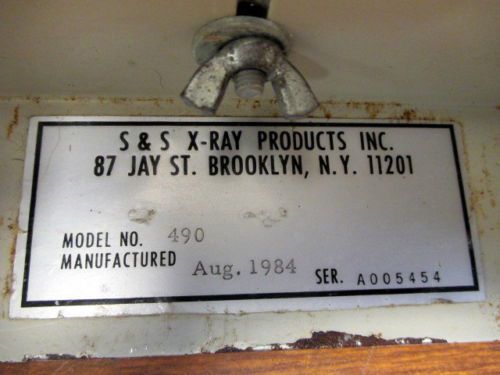 S & S X-RAY PRODUCTS INC.
87 JAY ST. BROOKLYN, N.Y. 11201
MODEL NO. 490
MANUFACTURED Aug. 1984
SER. A005454